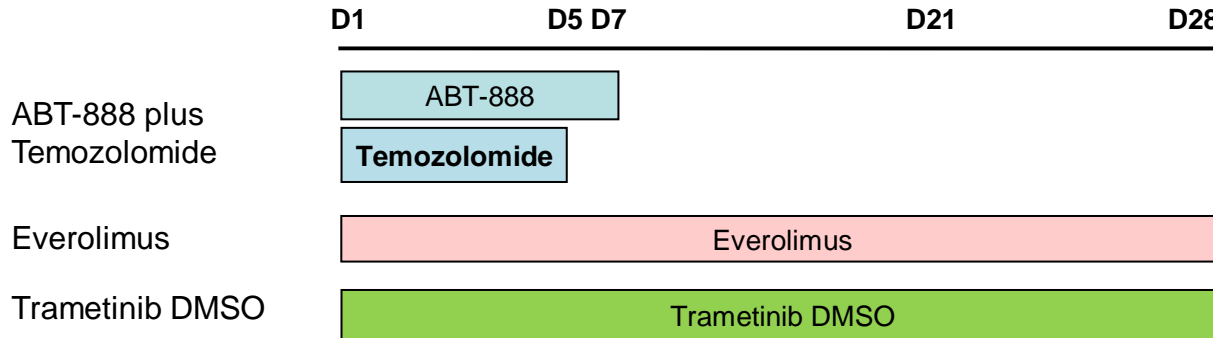 D1 D5 D7 D21 D28
ABT-888 plus
Temozolomide
ABT-888
Temozolomide
Everolimus
Everolimus
Trametinib DMSO
Trametinib DMSO